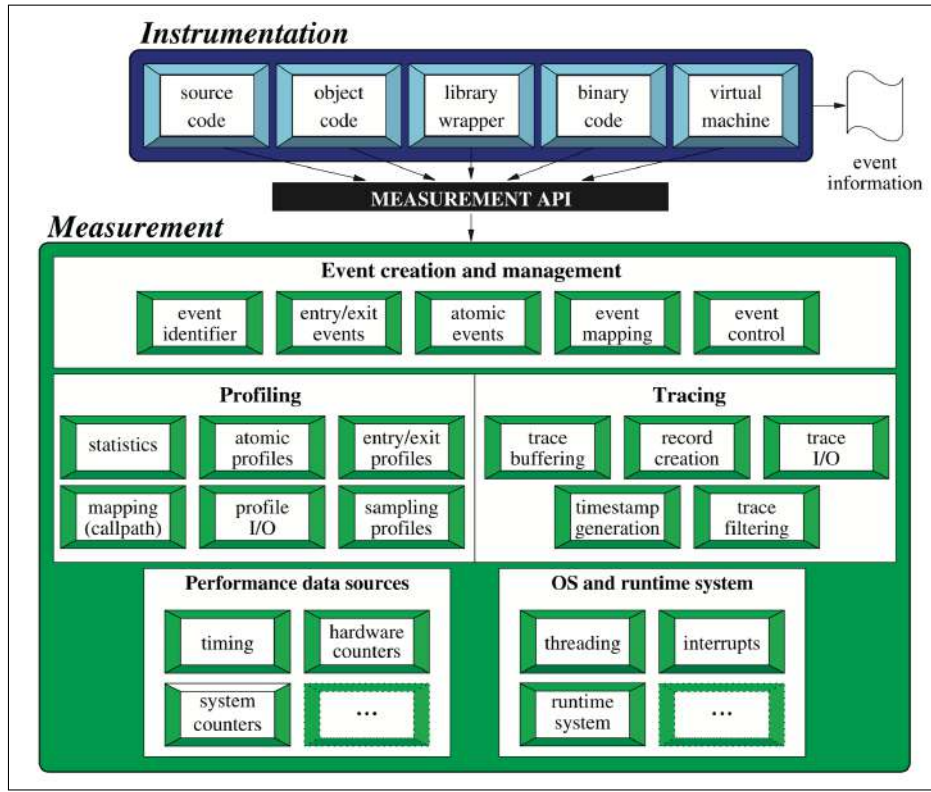 Instrumentation
source
code
object
code
library
wrapper
binary
code
virtual
machine
event
information
MEASUREMENT API
Measurement
Event creation and management
event
identifier
entry/exit
events
atomic
events
event
mapping
event
control
Profiling
statistics
atomic
profiles
entry/exit
profiles
mapping
(callpath)
profile
I/O
sampling
profiles
Tracing
trace
buffering
record
creation
trace
I/O
timestamp
generation
trace
filtering
Performance data sources
timing
hardware
counters
system
counters
...
OS and runtime system
threading
interrupts
runtime
system
...